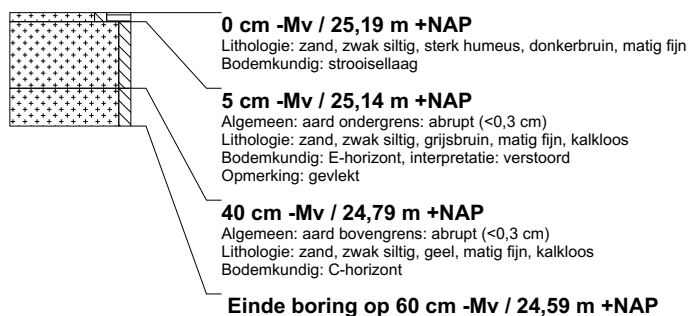 0 cm -Mv / 25,19 m +NAP
Lithologie: zand, zwak siltig, sterk humeus, donkerbruin, matig fijn
Bodemkundig: strooisellaag
5 cm -Mv / 25,14 m +NAP
Algemeen: aard ondergrens: abrupt (<0,3 cm)
Lithologie: zand, zwak siltig, grijsbruin, matig fijn, kalkloos
Bodemkundig: E-horizont, interpretatie: verstoord
Opmerking: gevlekt
40 cm -Mv / 24,79 m +NAP
Algemeen: aard bovengrens: abrupt (<0,3 cm)
Lithologie: zand, zwak siltig, geel, matig fijn, kalkloos
Bodemkundig: C-horizont
Einde boring op 60 cm -Mv / 24,59 m +NAP